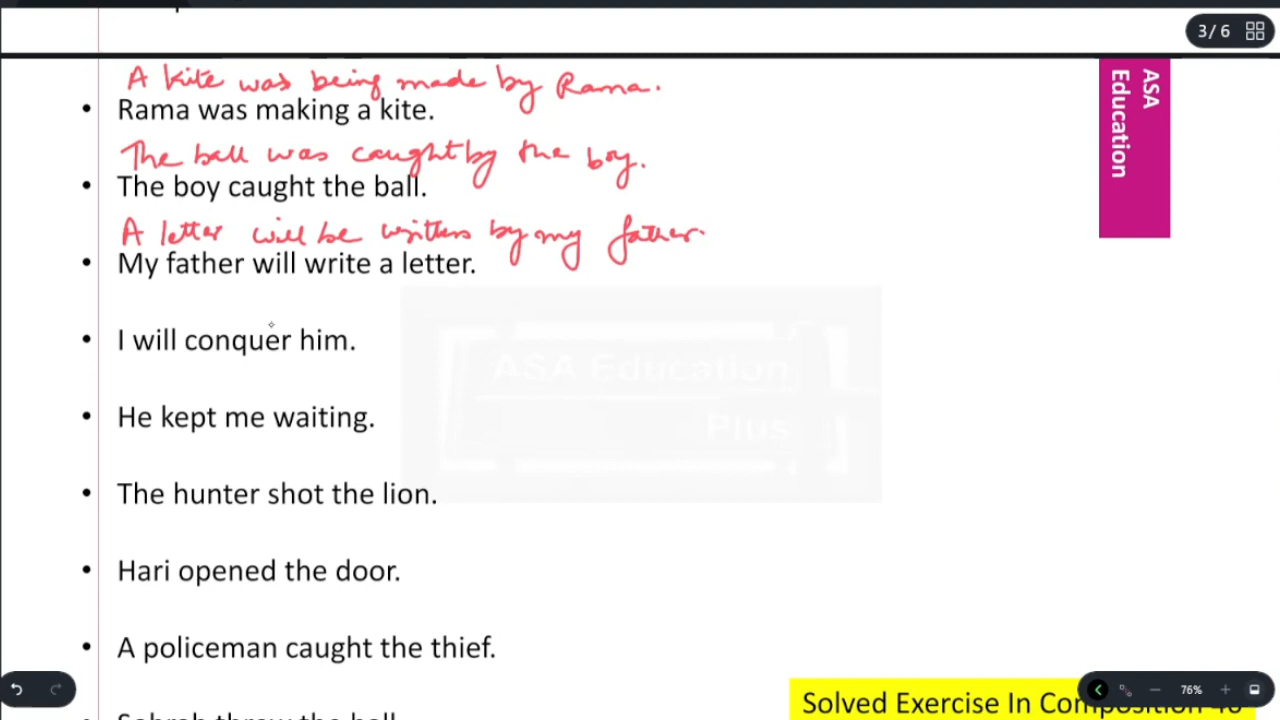 3/6
A kite was being made by Rama.
• Rama was making a kite.
The ball was caught by the boy.
• The boy caught the ball.
A letter will be written by my father.
• My father will write a letter.
• I will conquer him.
• He kept me waiting.
• The hunter shot the lion.
• Hari opened the door.
• A policeman caught the thief.
ASA
Education
ASA Education
Plus
Solved Exercise In
76%